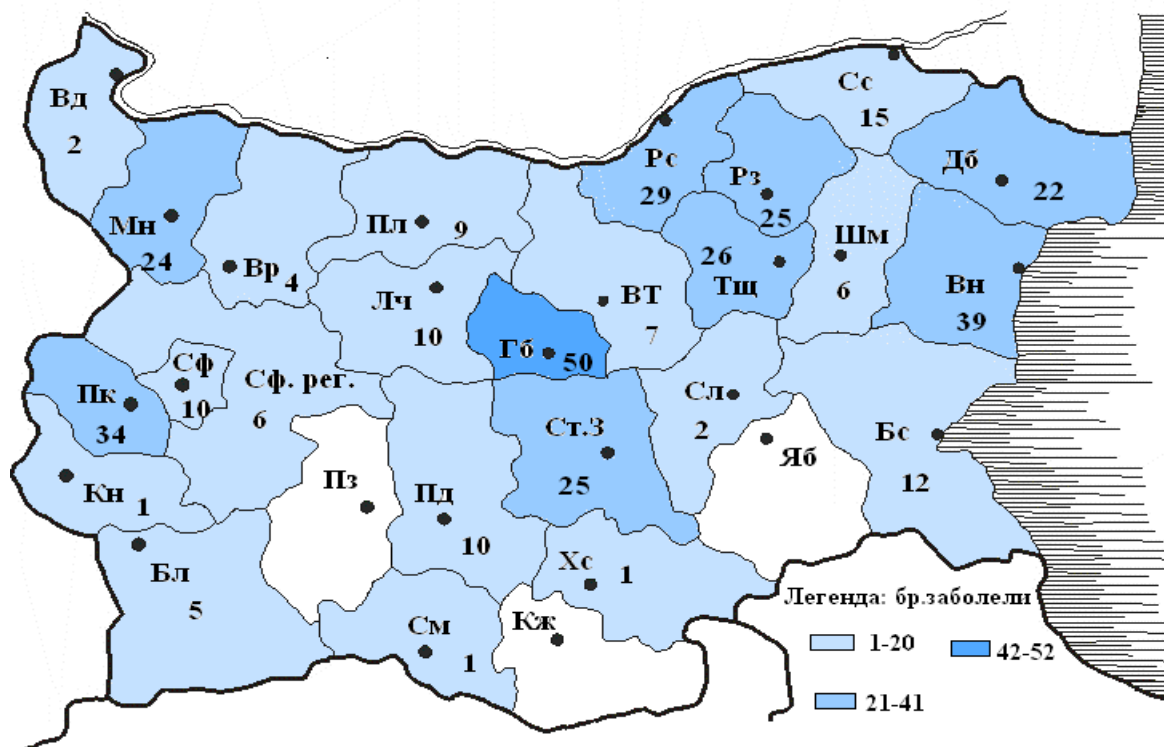 Вд
2
Сс
15
Рс
29
Рз
25
Дб
22
Мн
24
Вр
4
Пл
9
Шм
6
26
Тщ
Вн
39
Лч
10
ВТ
7
Гб
50
Сф
10
Сф. рег.
6
Пк
34
Сл
2
Ст.З
25
Яб
Бс
12
Кн
1
Пз
Пд
10
Бл
5
Хс
1
См
1
Кж
Легенда: бр.заболели
1-20
42-52
21-41